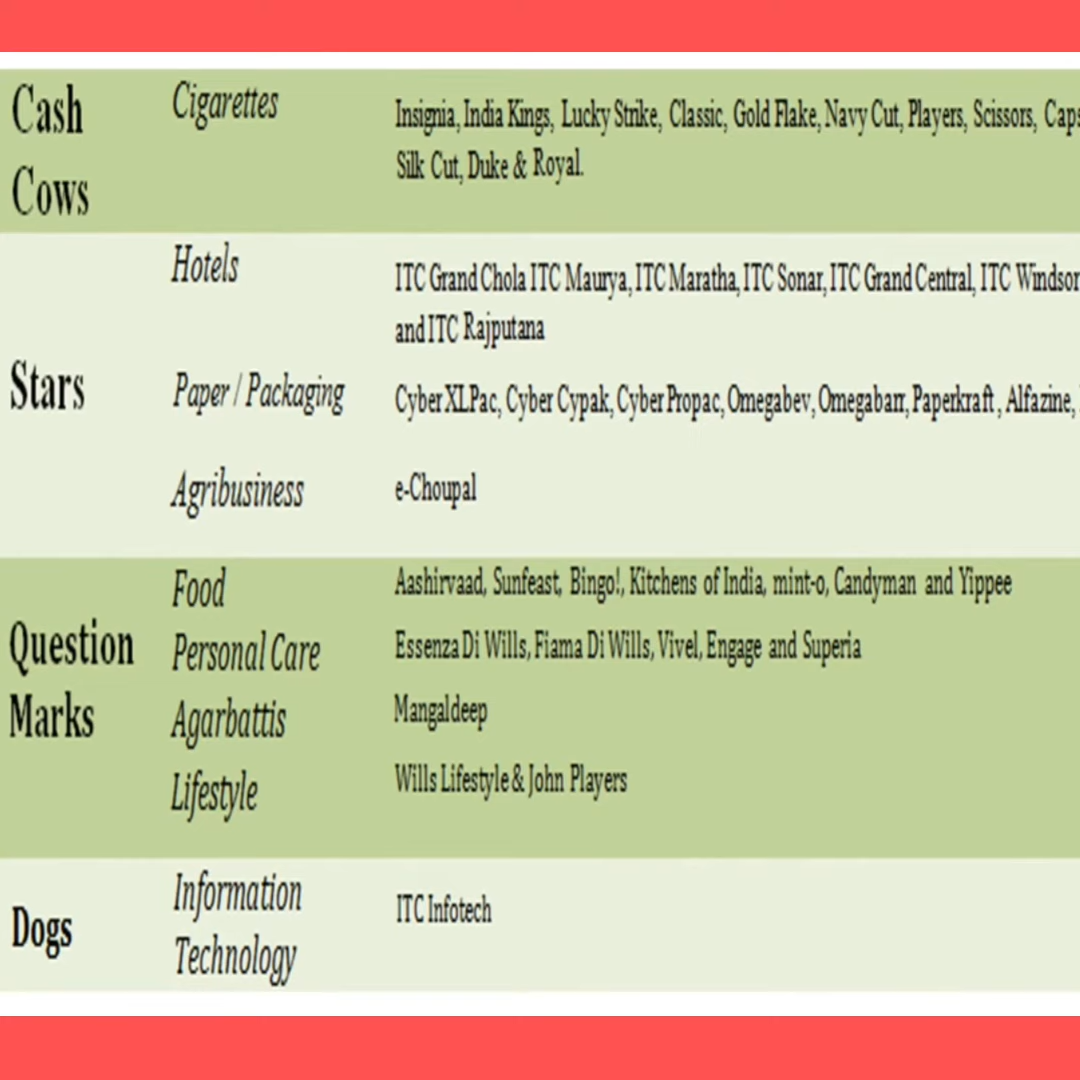 Cash
Cows
Cigarettes
Insignia, India Kings, Lucky Strike, Classic, Gold Flake, Navy Cut, Players, Scissors,
Silk Cut, Duke & Royal.
Stars
Hotels
ITC Grand Chola ITC Maurya, ITC Maratha, ITC Sonar, ITC Grand Central, ITC Windsor
and ITC Rajputana
Paper / Packaging
Cyber XLPac, Cyber Cypak, Cyber Propac, Omegabev, Omegabarr, Paperkraft , Alfazine,
Agribusiness
e-Choupal
Question
Marks
Food
Aashirvaad, Sunfeast, Bingo!, Kitchens of India, mint-o, Candyman and Yippee
Personal Care
Essenza Di Wills, Fiama Di Wills, Vivel, Engage and Superia
Agarbattis
Mangaldeep
Lifestyle
Wills Lifestyle & John Players
Dogs
Information
Technology
ITC Infotech